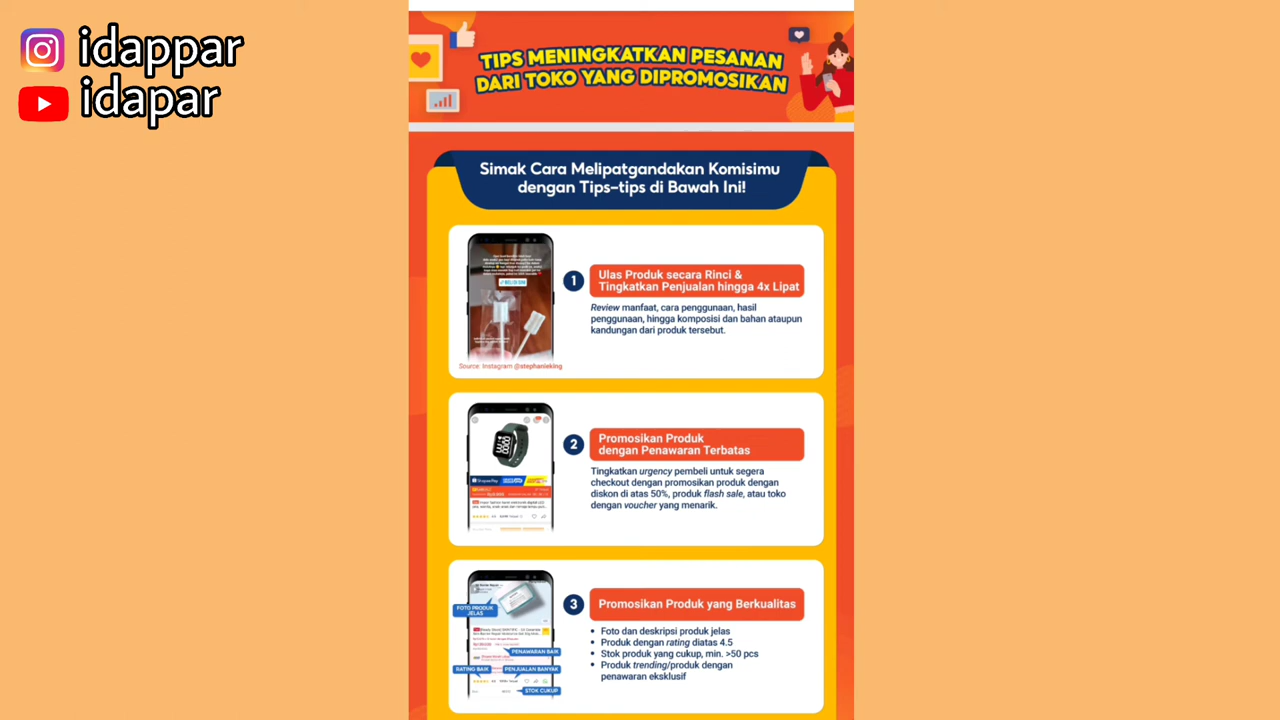 idappar
idapar
TIPS MENINGKATKAN PESANAN
DARI TOKO YANG DIPROMOSIKAN
Simak Cara Melipatgandakan Komisimu
dengan Tips-tips di Bawah Ini!
1
Ulas Produk secara Rinci &
Tingkatkan Penjualan hingga 4x Lipat
Review manfaat, cara penggunaan, hasil
penggunaan, hingga komposisi dan bahan ataupun
kandungan dari produk tersebut.
Source: Instagram @stephanieking
2
Promosikan Produk
dengan Penawaran Terbatas
Tingkatkan urgency pembeli untuk segera
checkout dengan promosikan produk dengan
diskon di atas 50%, produk flash sale, atau toko
dengan voucher yang menarik.
3
Promosikan Produk yang Berkualitas
• Foto dan deskripsi produk jelas
• Produk dengan rating diatas 4.5
• Stok produk yang cukup, min. >50 pcs
• Produk trending/produk dengan
penawaran eksklusif
FOTO PRODUK
JELAS
PENAWARAN BAIK
RATING BAIK
PENJUALAN BANYAK
STOK CUKUP